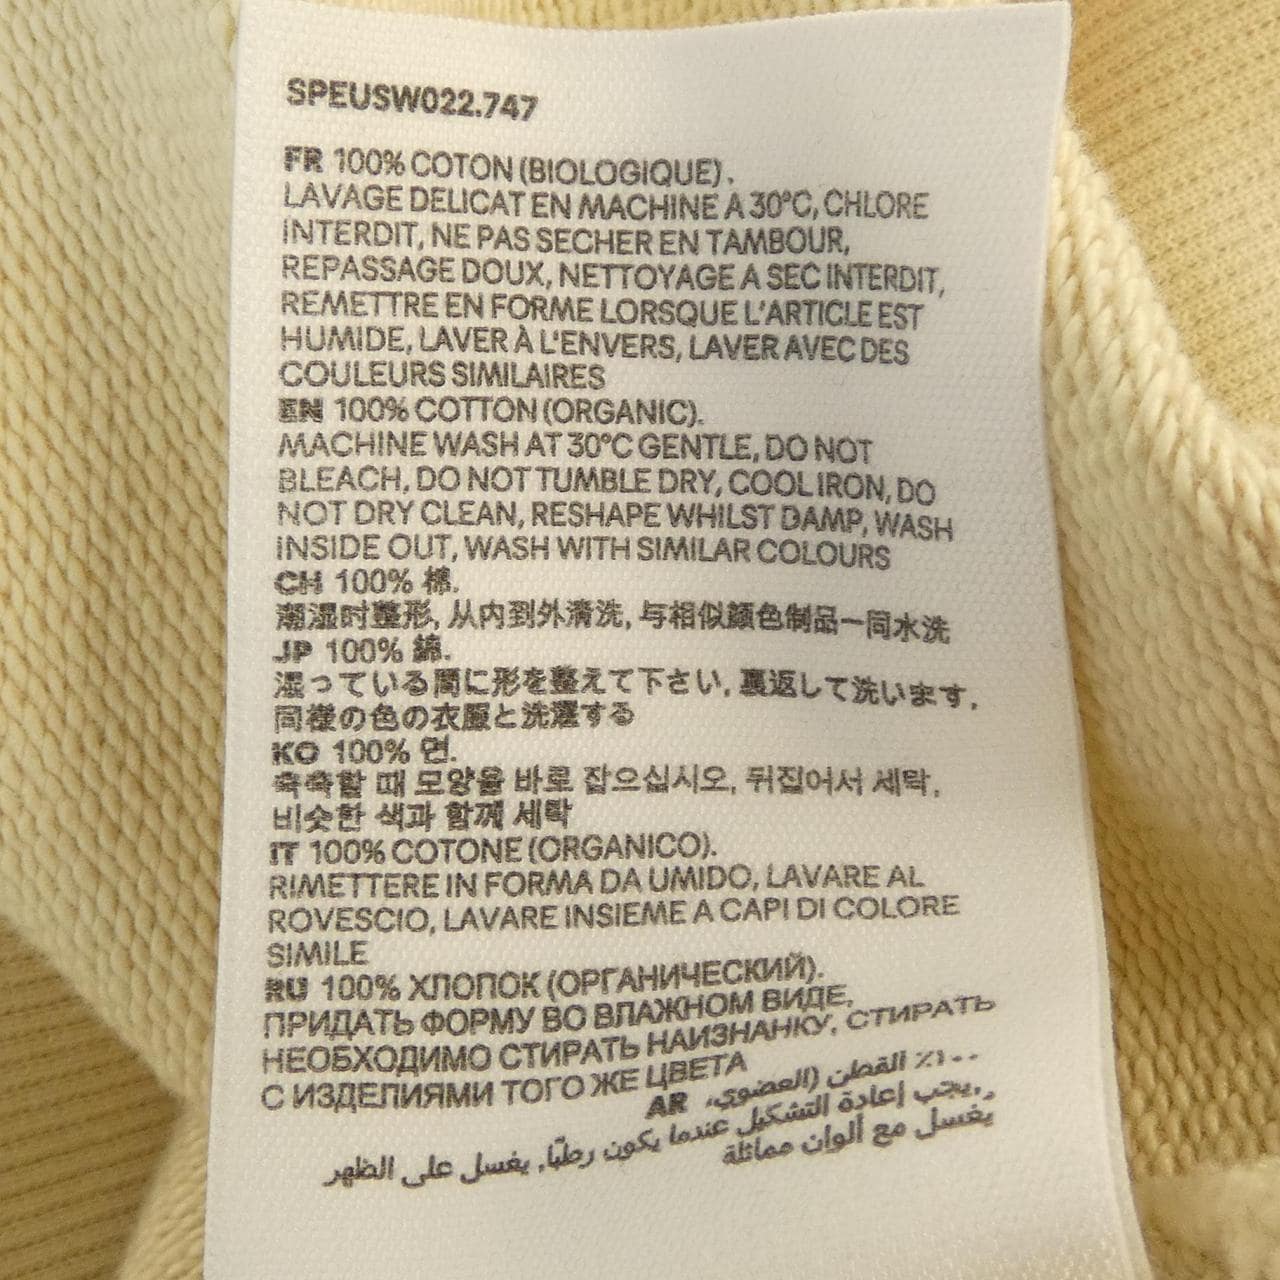 SPEUSW022.747
FR 100% COTON (BIOLOGIQUE).
LAVAGE DELICAT EN MACHINE A 30°C, CHLORE
INTERDIT, NE PAS SECHER EN TAMBOUR,
REPASSAGE DOUX, NETTOYAGE A SEC INTERDIT,
REMETTRE EN FORME LORSQUE L'ARTICLE EST
HUMIDE, LAVER À L'ENVERS, LAVER AVEC DES
COULEURS SIMILAIRES
EN 100% COTTON (ORGANIC).
MACHINE WASH AT 30°C GENTLE, DO NOT
BLEACH, DO NOT TUMBLE DRY, COOL IRON, DO
NOT DRY CLEAN, RESHAPE WHILST DAMP, WASH
INSIDE OUT, WASH WITH SIMILAR COLOURS
CH 100% 棉.
潮湿时整形, 从内到外清洗, 与相似颜色制品一同水洗
JP 100% 綿.
湿っている間に形を整えて下さい, 裏返して洗います,
同様の色の衣服と洗濯する
KO 100% 면.
축축할 때 모양을 바로 잡으십시오, 뒤집어서 세탁,
비슷한 색과 함께 세탁
IT 100% COTONE (ORGANICO).
RIMETTERE IN FORMA DA UMIDO, LAVARE AL
ROVESCIO, LAVARE INSIEME A CAPI DI COLORE
SIMILE
RU 100% ХЛОПОК (ОРГАНИЧЕСКИЙ).
ПРИДАТЬ ФОРМУ ВО ВЛАЖНОМ ВИДЕ,
НЕОБХОДИМО СТИРАТЬ НАИЗНАНКУ, СТИРАТЬ
С ИЗДЕЛИЯМИ ТОГО ЖЕ ЦВЕТА
١٠٠٪ القطن (العضوي، AR
يجب إعادة التشكيل عندما يكون رطبًا, يغسل على الظهر,
يغسل مع ألوان مماثلة